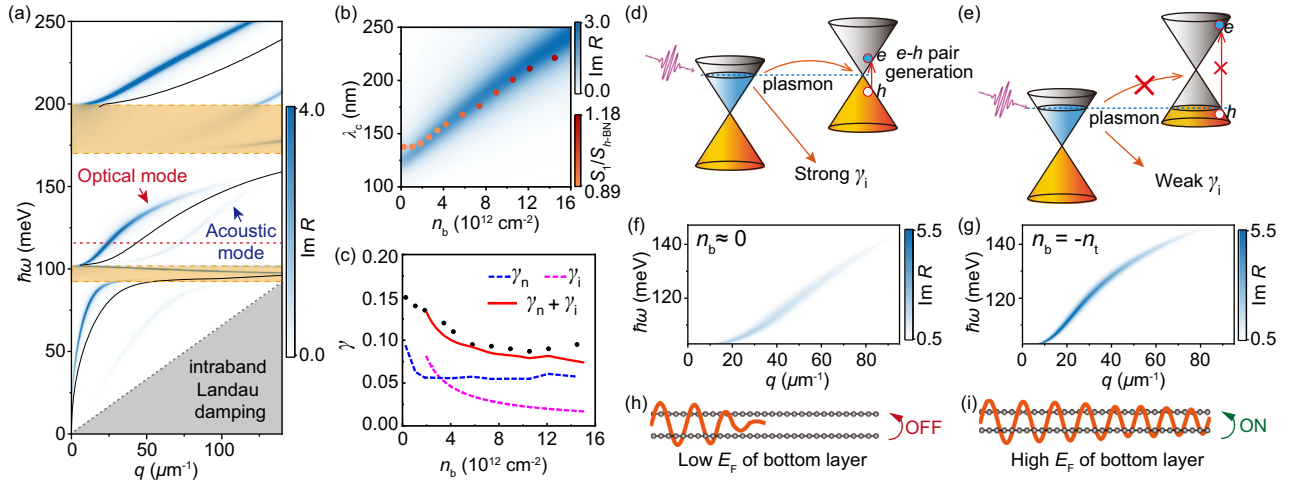 (a)
250
200
150
100
50
0
ħω (meV)
0
50
100
q (µm⁻¹)
Optical mode
Acoustic
mode
intraband
Landau
damping
4.0
Im R
0.0
(b)
250
200
150
100
λc (nm)
0
4
8
12
16
nb (10¹² cm⁻²)
3.0
Im R
0.0
1.18
Si/Sh-BN
0.89
(c)
0.20
0.15
0.10
0.05
0.00
γ
γn
γi
γn + γi
0
4
8
12
16
nb (10¹² cm⁻²)
(d)
plasmon
e
h
e-h pair
generation
Strong γi
(e)
plasmon
e
h
Weak γi
(f)
nb ≈ 0
140
120
ħω (meV)
0
20
40
60
80
q (µm⁻¹)
5.5
Im R
0.5
(g)
nb = -nt
140
120
ħω (meV)
0
20
40
60
80
q (µm⁻¹)
5.5
Im R
0.5
(h)
OFF
Low EF of bottom layer
(i)
ON
High EF of bottom layer